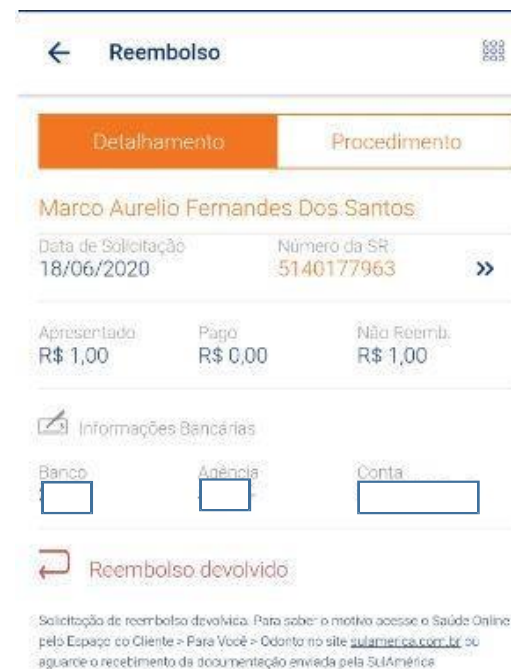 Reembolso
Detalhamento Procedimento
Marco Aurelio Fernandes Dos Santos
Data de Solicitação Número da SR
18/06/2020 5140177963 »
Apresentado Pago Não Reemb.
R$ 1,00 R$ 0,00 R$ 1,00
Informações Bancárias
Banco Agência Conta
Reembolso devolvido
Solicitação de reembolso devolvida. Para saber o motivo acesse o Saúde Online
pelo Espaço do Cliente > Para Você > Odonto no site sulamerica.com.br ou
aguarde o recebimento da documentação enviada pela SulAmérica.